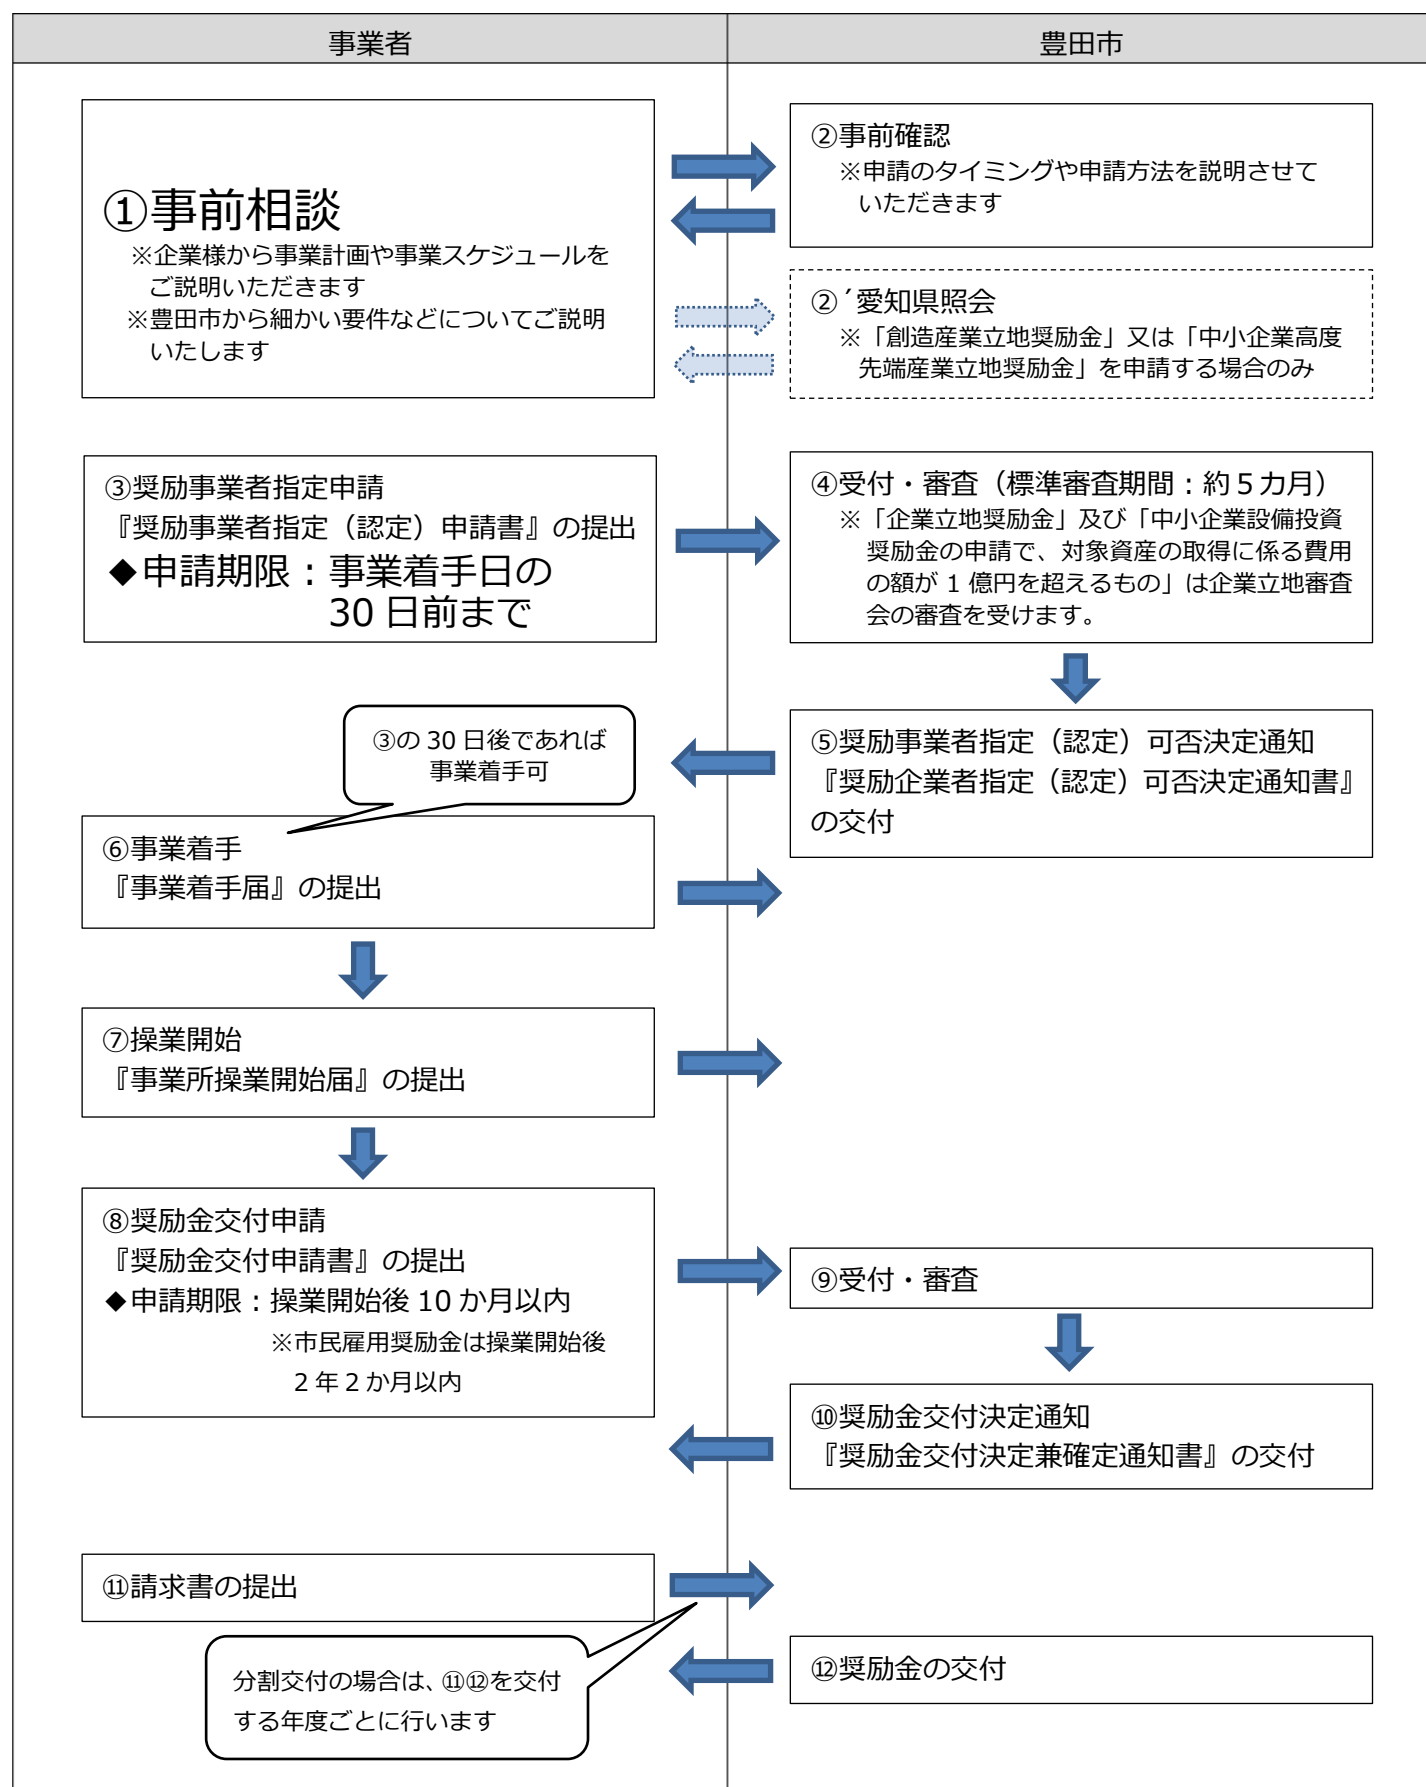 事業者
豊田市
①事前相談
※企業様から事業計画や事業スケジュールを
ご説明いただきます
※豊田市から細かい要件などについてご説明
いたします
②事前確認
※申請のタイミングや申請方法を説明させて
いただきます
②´愛知県照会
※「創造産業立地奨励金」又は「中小企業高度
先端産業立地奨励金」を申請する場合のみ
③奨励事業者指定申請
『奨励事業者指定（認定）申請書』の提出
◆申請期限：事業着手日の
30日前まで
④受付・審査（標準審査期間：約５カ月）
※「企業立地奨励金」及び「中小企業設備投資
奨励金の申請で、対象資産の取得に係る費用
の額が１億円を超えるもの」は企業立地審査
会の審査を受けます。
⑤奨励事業者指定（認定）可否決定通知
『奨励企業者指定（認定）可否決定通知書』
の交付
③の30日後であれば
事業着手可
⑥事業着手
『事業着手届』の提出
⑦操業開始
『事業所操業開始届』の提出
⑧奨励金交付申請
『奨励金交付申請書』の提出
◆申請期限：操業開始後10か月以内
※市民雇用奨励金は操業開始後
２年２か月以内
⑨受付・審査
⑩奨励金交付決定通知
『奨励金交付決定兼確定通知書』の交付
⑪請求書の提出
分割交付の場合は、⑪⑫を交付
する年度ごとに行います
⑫奨励金の交付